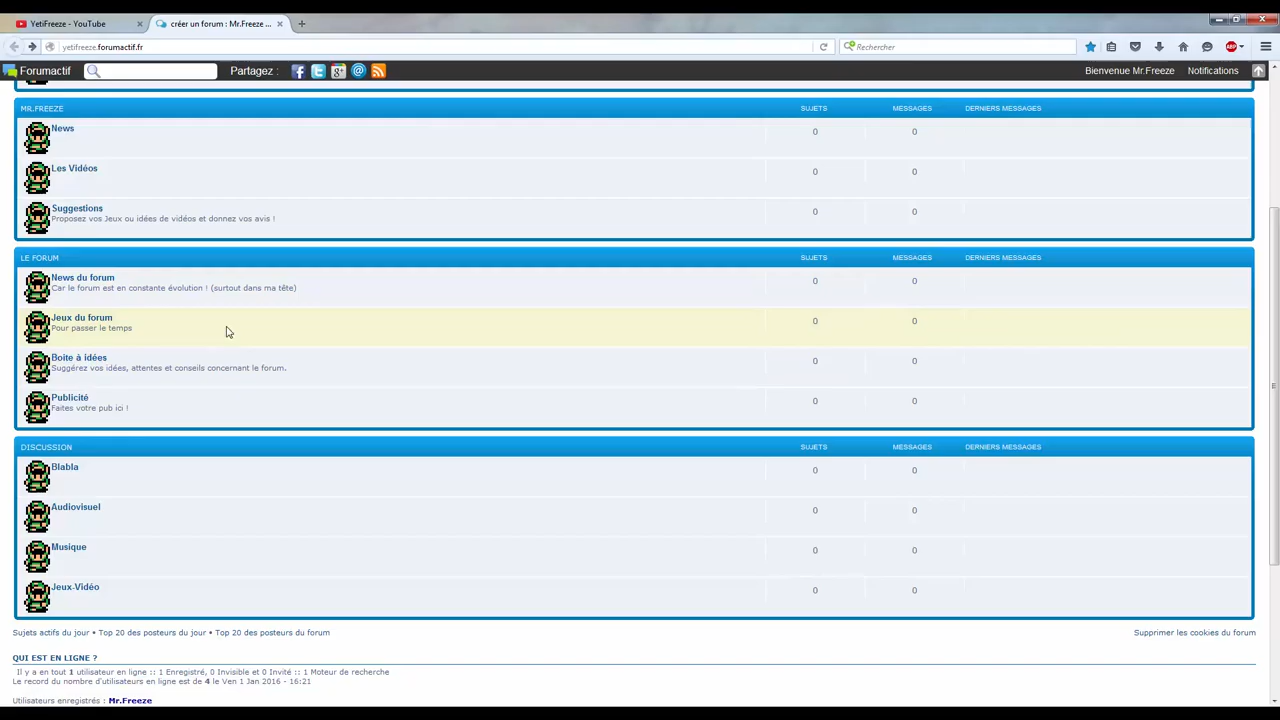 YetiFreeze - YouTube
créer un forum : Mr.Freeze ...
yetifreeze.forumactif.fr
Rechercher
ABP
Forumactif
Partagez :
Bienvenue Mr.Freeze
Notifications
MR.FREEZE SUJETS MESSAGES DERNIERS MESSAGES
News 0 0
Les Vidéos 0 0
Suggestions 0 0
Proposez vos Jeux ou idées de vidéos et donnez vos avis !
LE FORUM SUJETS MESSAGES DERNIERS MESSAGES
News du forum 0 0
Car le forum est en constante évolution ! (surtout dans ma tête)
Jeux du forum 0 0
Pour passer le temps
Boite à idées 0 0
Suggérez vos idées, attentes et conseils concernant le forum.
Publicité 0 0
Faites votre pub ici !
DISCUSSION SUJETS MESSAGES DERNIERS MESSAGES
Blabla 0 0
Audiovisuel 0 0
Musique 0 0
Jeux-Vidéo 0 0
Sujets actifs du jour • Top 20 des posteurs du jour • Top 20 des posteurs du forum
Supprimer les cookies du forum
QUI EST EN LIGNE ?
Il y a en tout 1 utilisateur en ligne :: 1 Enregistré, 0 Invisible et 0 Invité :: 1 Moteur de recherche
Le record du nombre d'utilisateurs en ligne est de 4 le Ven 1 Jan 2016 - 16:21
Utilisateurs enregistrés : Mr.Freeze